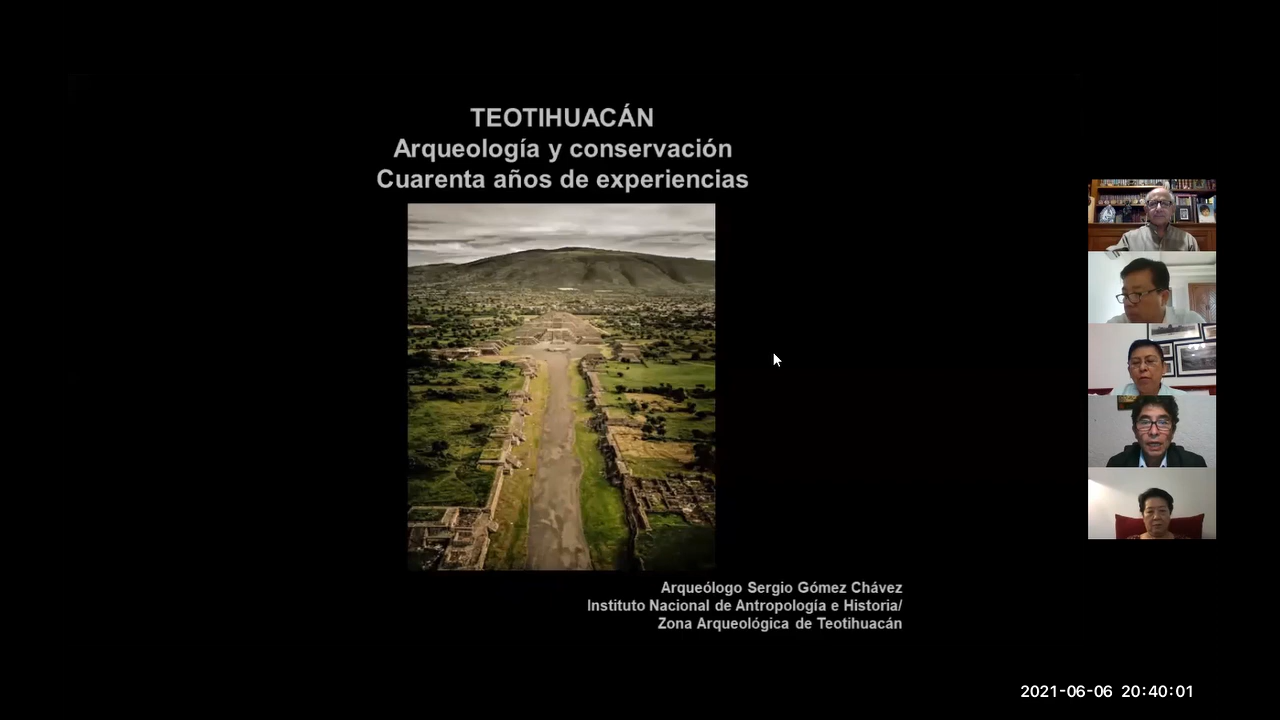 TEOTIHUACÁN
Arqueología y conservación
Cuarenta años de experiencias
Arqueólogo Sergio Gómez Chávez
Instituto Nacional de Antropología e Historia/
Zona Arqueológica de Teotihuacán
2021-06-06 20:40:01